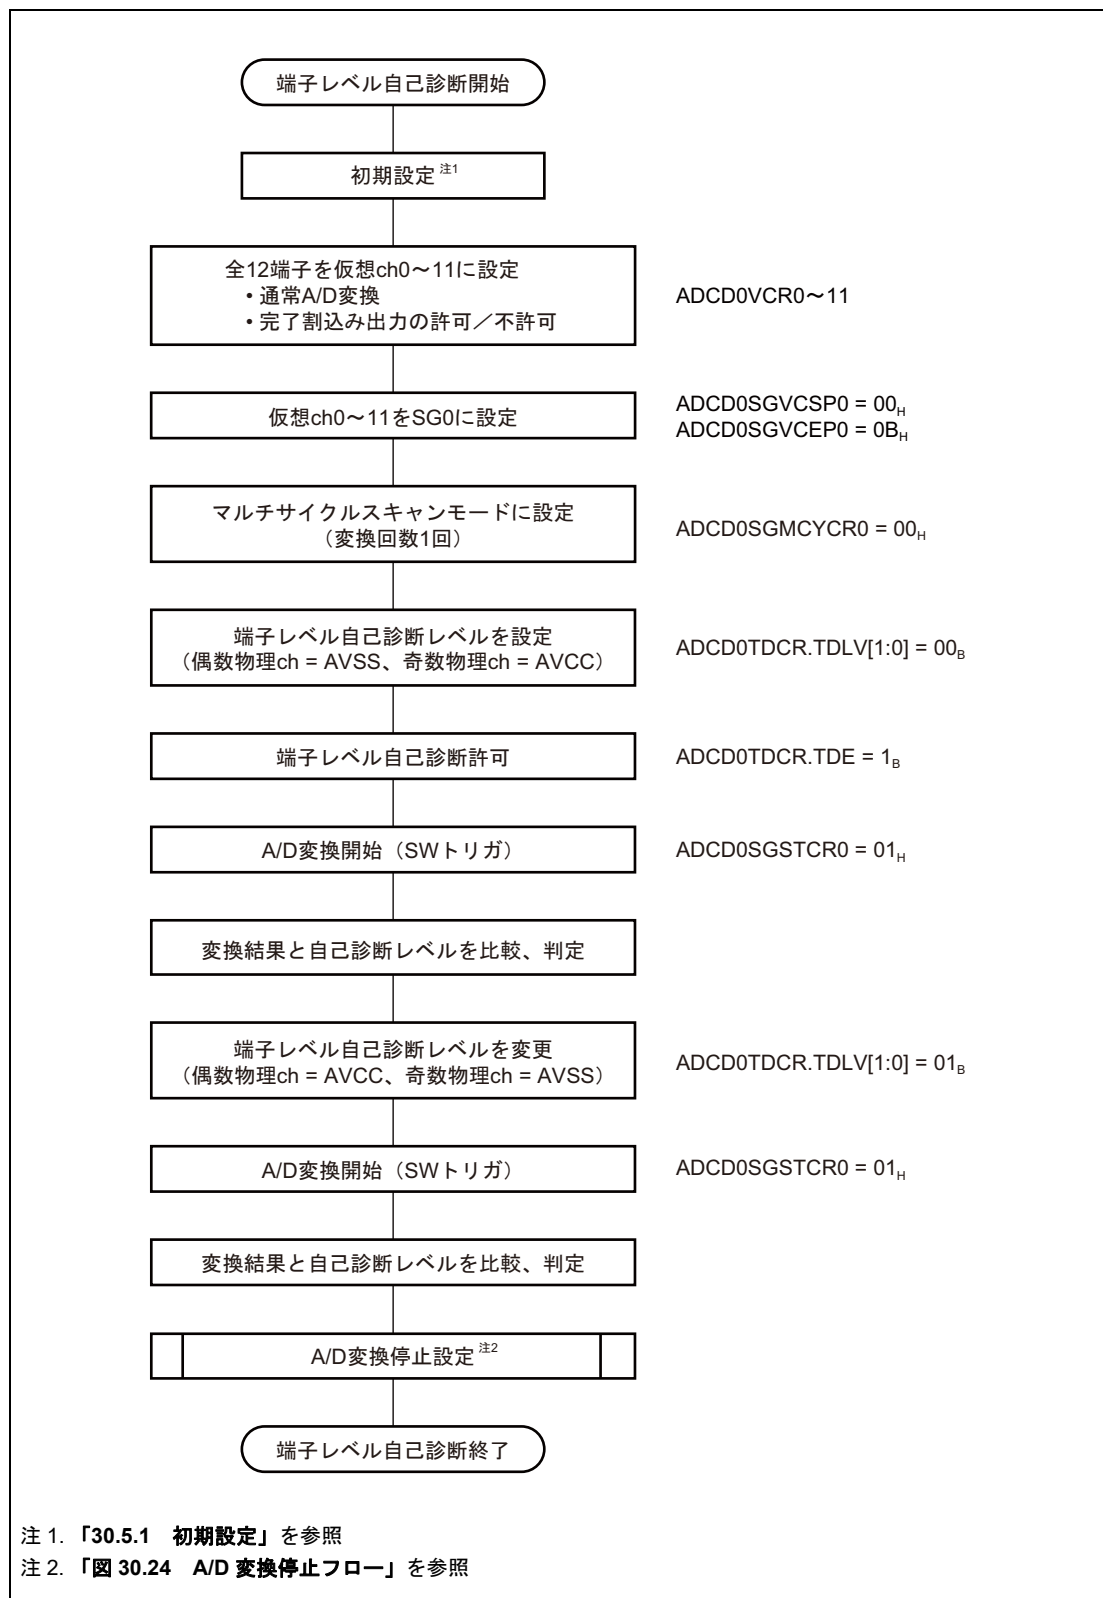 端子レベル自己診断開始
初期設定 注1
全12端子を仮想ch0～11に設定
• 通常A/D変換
• 完了割込み出力の許可／不許可
ADCD0VCR0～11
仮想ch0～11をSG0に設定
ADCD0SGVCSP0 = 00H
ADCD0SGVCEP0 = 0BH
マルチサイクルスキャンモードに設定
（変換回数1回）
ADCD0SGMCYCR0 = 00H
端子レベル自己診断レベルを設定
（偶数物理ch = AVSS、奇数物理ch = AVCC）
ADCD0TDCR.TDLV[1:0] = 00B
端子レベル自己診断許可
ADCD0TDCR.TDE = 1B
A/D変換開始（SWトリガ）
ADCD0SGSTCR0 = 01H
変換結果と自己診断レベルを比較、判定
端子レベル自己診断レベルを変更
（偶数物理ch = AVCC、奇数物理ch = AVSS）
ADCD0TDCR.TDLV[1:0] = 01B
A/D変換開始（SWトリガ）
ADCD0SGSTCR0 = 01H
変換結果と自己診断レベルを比較、判定
A/D変換停止設定 注2
端子レベル自己診断終了
注 1. 「30.5.1 初期設定」を参照
注 2. 「図 30.24 A/D 変換停止フロー」を参照